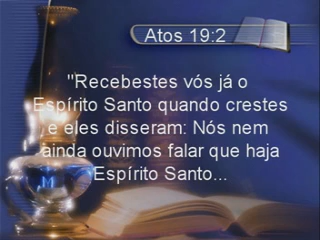 Atos 19:2
"Recebestes vós já o
Espírito Santo quando crestes
e eles disseram: Nós nem
ainda ouvimos falar que haja
Espírito Santo...